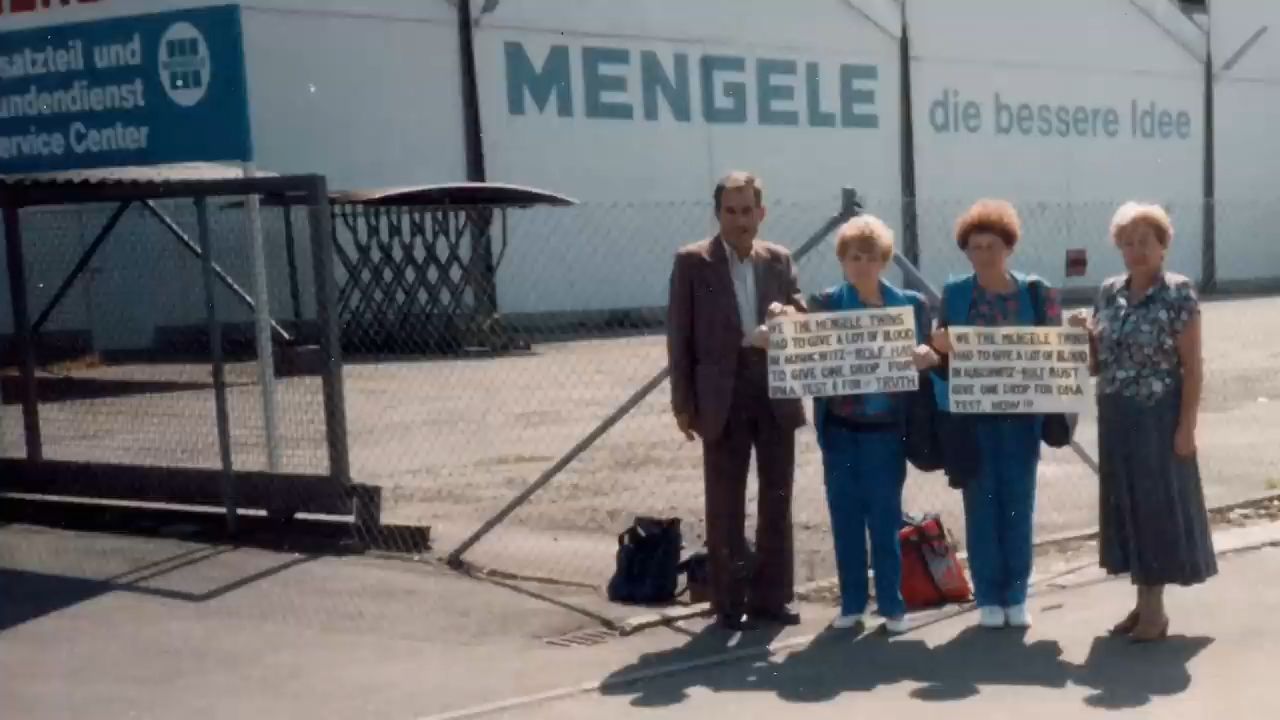 satzteil und
undendienst
ervice Center
MENGELE
die bessere Idee
WE THE MENGELE TWINS
HAD TO GIVE A LOT OF BLOOD
IN AUSCHWITZ-ROLF HAD
TO GIVE ONE DROP FOR
DNA TEST & FOR TRUTH
WE THE MENGELE TWINS
HAD TO GIVE A LOT OF BLOOD
IN AUSCHWITZ-ROLF MUST
GIVE ONE DROP FOR DNA
TEST. NOW!!!